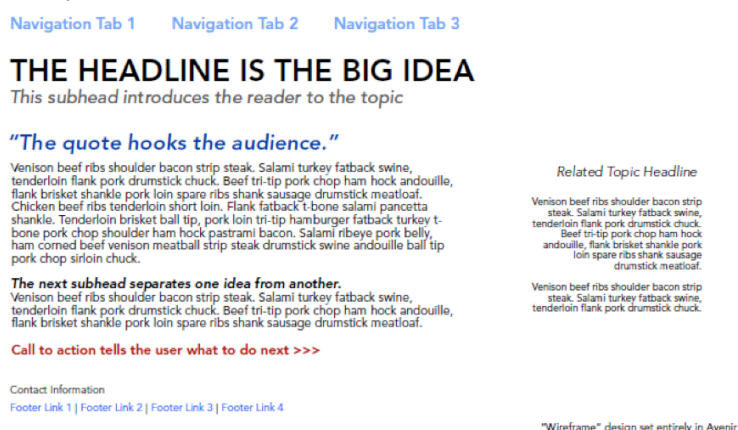 Navigation Tab 1 Navigation Tab 2 Navigation Tab 3
THE HEADLINE IS THE BIG IDEA
This subhead introduces the reader to the topic
“The quote hooks the audience.”
Venison beef ribs shoulder bacon strip steak. Salami turkey fatback swine,
tenderloin flank pork drumstick chuck. Beef tri-tip pork chop ham hock andouille,
flank brisket shankle pork loin spare ribs shank sausage drumstick meatloaf.
Chicken beef ribs tenderloin short loin. Flank fatback t-bone salami pancetta
shankle. Tenderloin brisket ball tip, pork loin tri-tip hamburger fatback turkey t-
bone pork chop shoulder ham hock pastrami bacon. Salami ribeye pork belly,
ham corned beef venison meatball strip steak drumstick swine andouille ball tip
pork chop sirloin chuck.
The next subhead separates one idea from another.
Venison beef ribs shoulder bacon strip steak. Salami turkey fatback swine,
tenderloin flank pork drumstick chuck. Beef tri-tip pork chop ham hock andouille,
flank brisket shankle pork loin spare ribs shank sausage drumstick meatloaf.
Call to action tells the user what to do next >>>
Related Topic Headline
Venison beef ribs shoulder bacon strip
steak. Salami turkey fatback swine,
tenderloin flank pork drumstick chuck.
Beef tri-tip pork chop ham hock
andouille, flank brisket shankle pork
loin spare ribs shank sausage
drumstick meatloaf.
Venison beef ribs shoulder bacon strip
steak. Salami turkey fatback swine,
tenderloin flank pork drumstick chuck.
Contact Information
Footer Link 1 | Footer Link 2 | Footer Link 3 | Footer Link 4
“Wireframe” design set entirely in Avenir